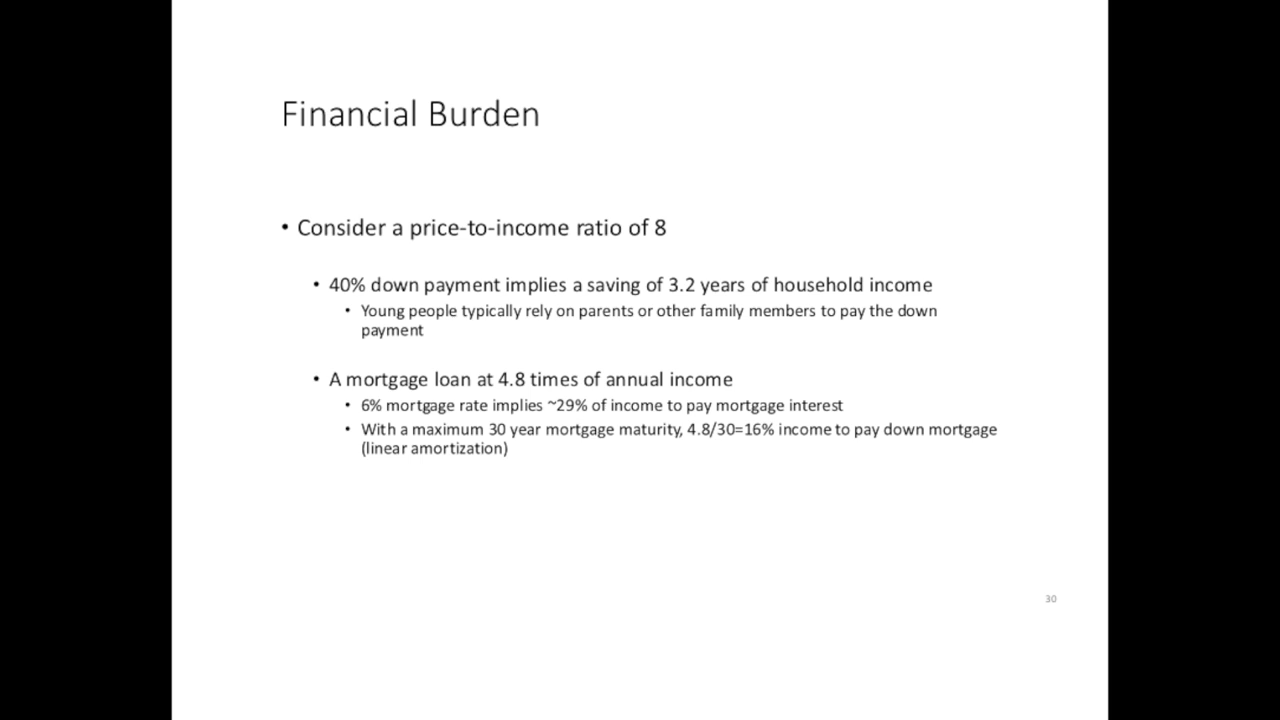 Financial Burden
• Consider a price-to-income ratio of 8
• 40% down payment implies a saving of 3.2 years of household income
• Young people typically rely on parents or other family members to pay the down
payment
• A mortgage loan at 4.8 times of annual income
• 6% mortgage rate implies ~29% of income to pay mortgage interest
• With a maximum 30 year mortgage maturity, 4.8/30=16% income to pay down mortgage
(linear amortization)
30